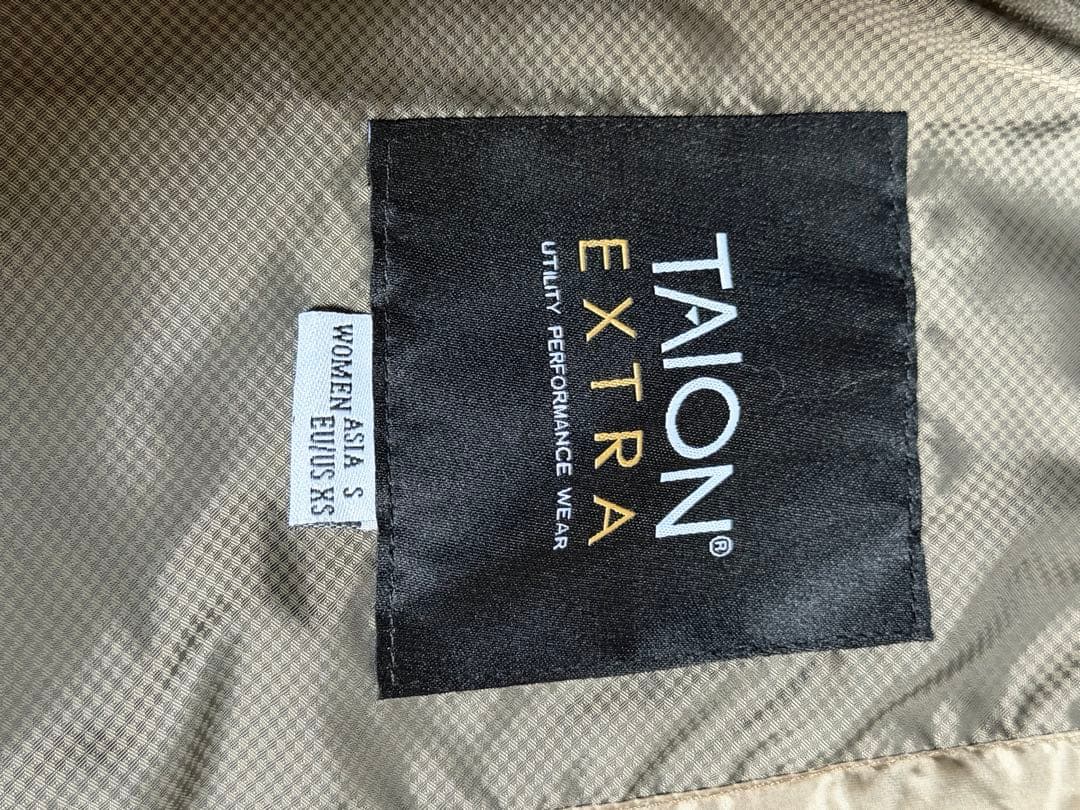 TAION®
EXTRA
UTILITY PERFORMANCE WEAR
WOMEN ASIA S
EU/US XS